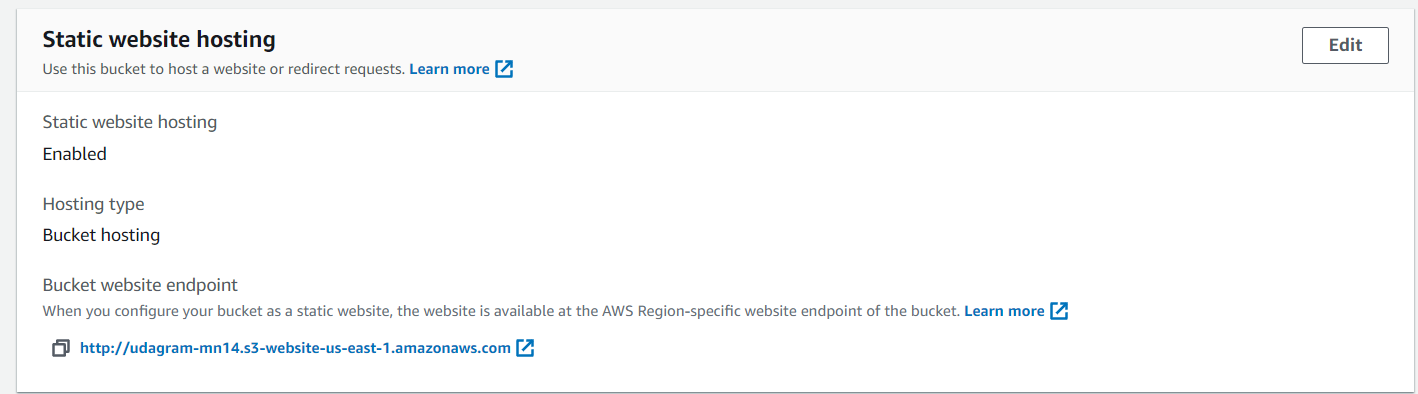 Static website hosting
Edit
Use this bucket to host a website or redirect requests. Learn more
Static website hosting
Enabled
Hosting type
Bucket hosting
Bucket website endpoint
When you configure your bucket as a static website, the website is available at the AWS Region-specific website endpoint of the bucket. Learn more
http://udagram-mn14.s3-website-us-east-1.amazonaws.com